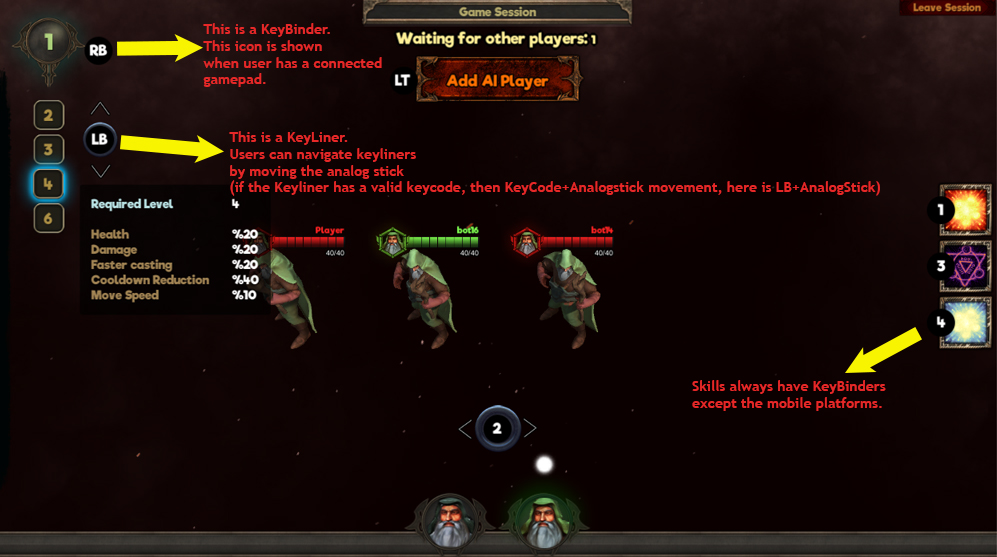 Game Session
Leave Session
Waiting for other players: 1
LT
Add AI Player
1
RB
This is a KeyBinder.
This icon is shown
when user has a connected
gamepad.
2
3
4
6
LB
This is a KeyLiner.
Users can navigate keyliners
by moving the analog stick
(if the Keyliner has a valid keycode, then KeyCode+Analogstick movement, here is LB+AnalogStick)
Required Level 4
Health %20
Damage %20
Faster casting %20
Cooldown Reduction %40
Move Speed %10
Player
40/40
bot16
40/40
bot14
40/40
1
3
4
Skills always have KeyBinders
except the mobile platforms.
2